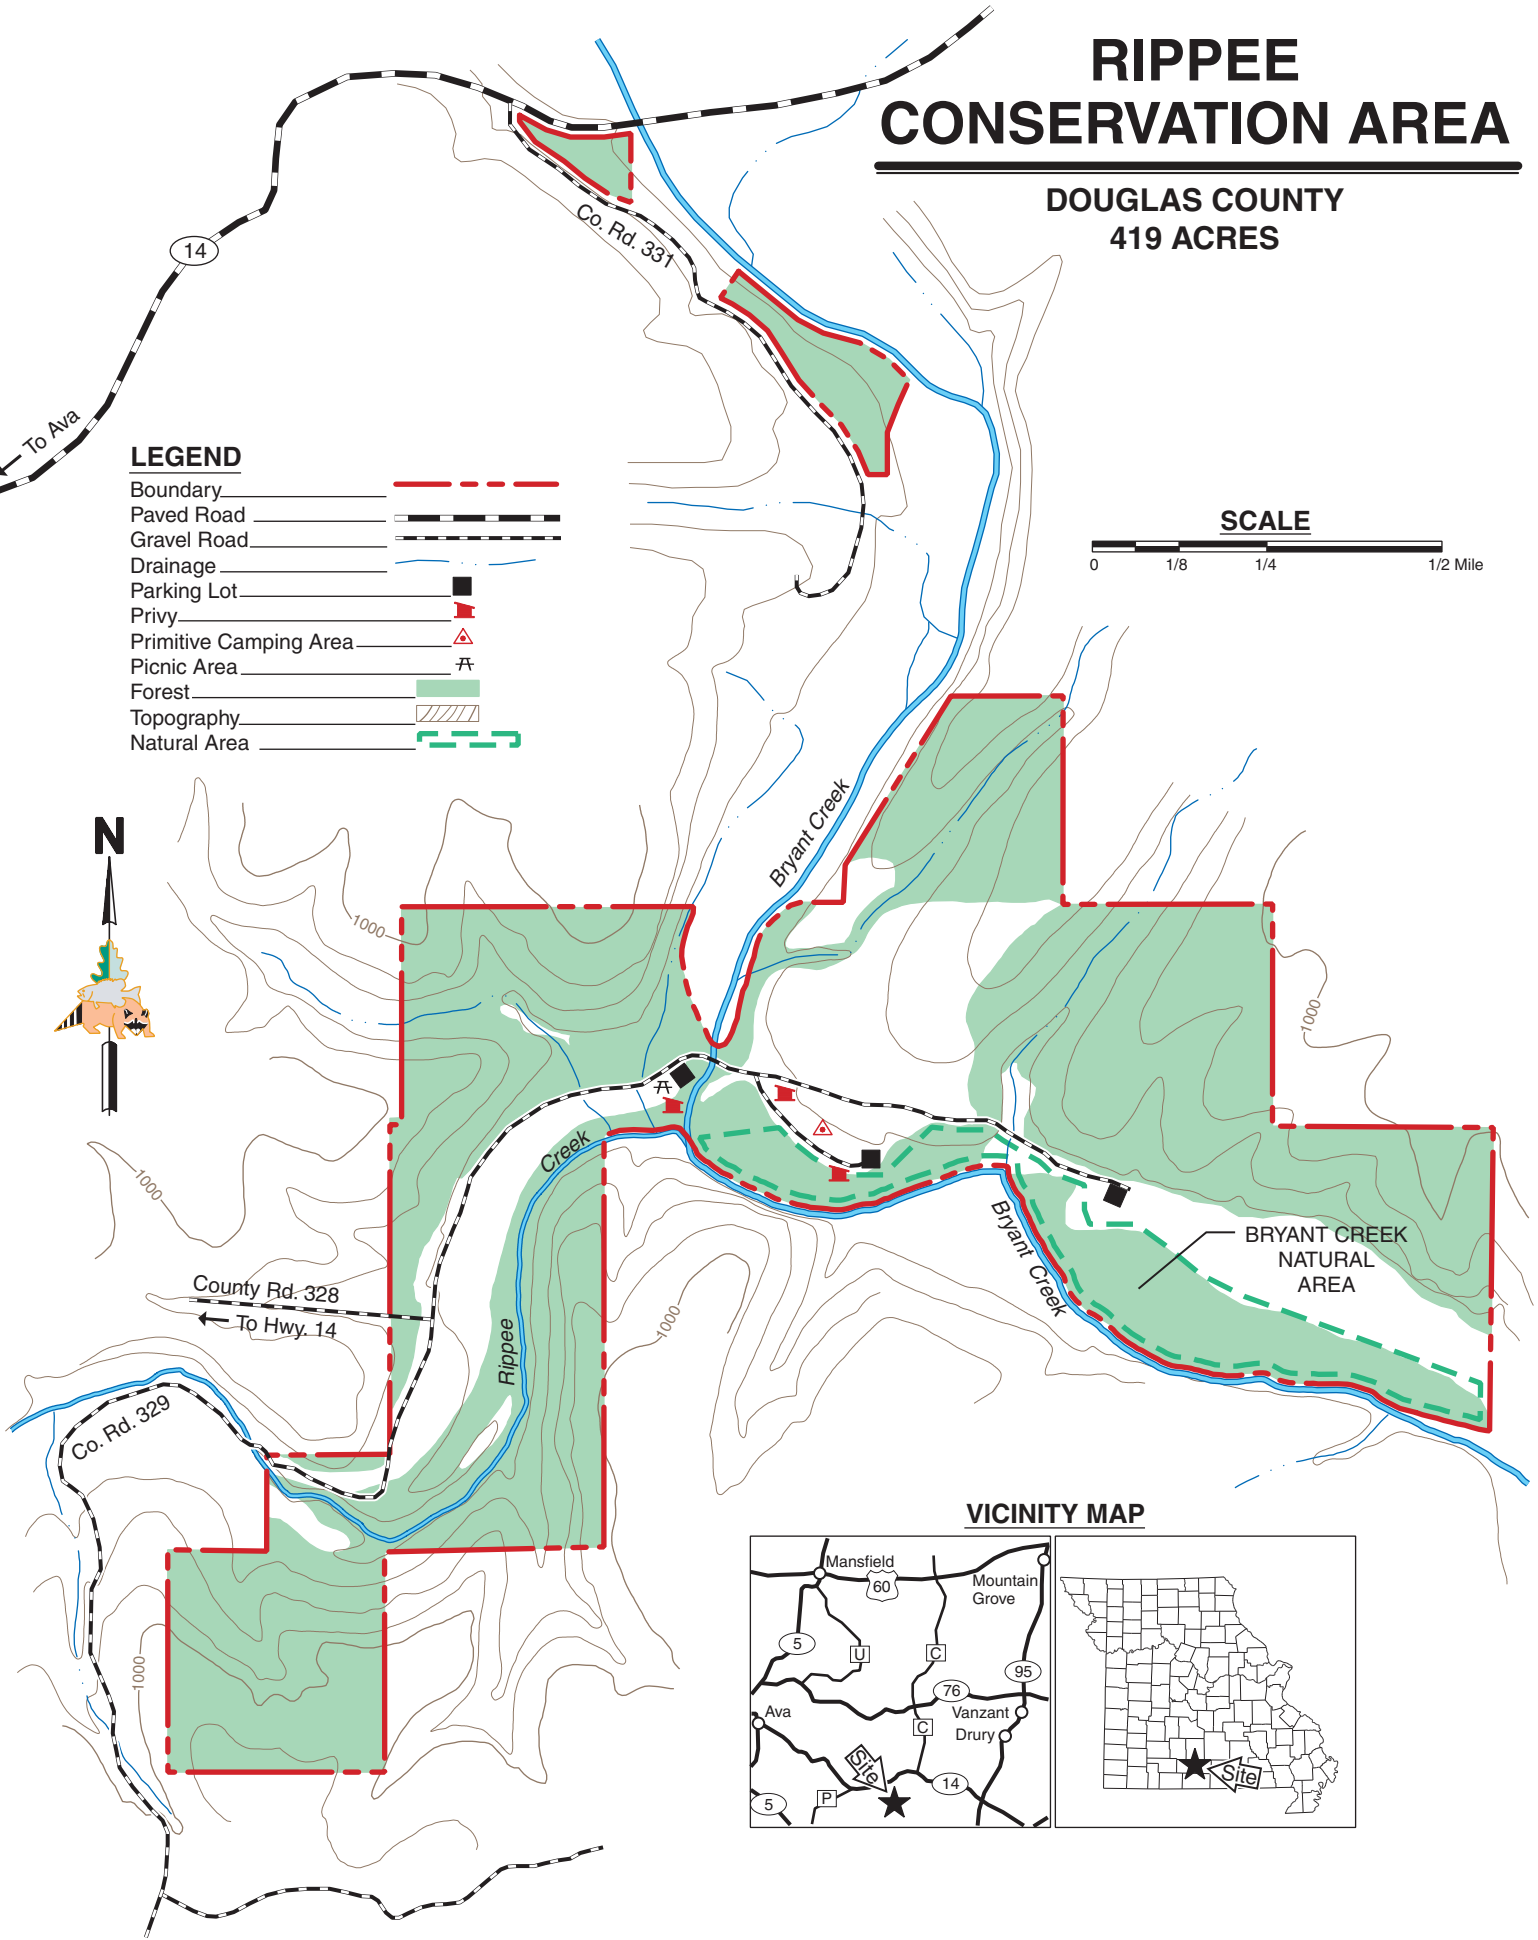 RIPPEE
CONSERVATION AREA
DOUGLAS COUNTY
419 ACRES
14
Co. Rd. 331
To Ava
LEGEND
Boundary
Paved Road
Gravel Road
Drainage
Parking Lot
Privy
Primitive Camping Area
Picnic Area
Forest
Topography
Natural Area
SCALE
0 1/8 1/4 1/2 Mile
N
Bryant Creek
1000
1000
1000
Creek
Rippee
Bryant Creek
BRYANT CREEK
NATURAL
AREA
County Rd. 328
To Hwy. 14
1000
Co. Rd. 329
1000
VICINITY MAP
Mansfield
60
Mountain
Grove
5
U
C
95
76
Ava
Vanzant
C
Drury
Site
14
P
5
Site